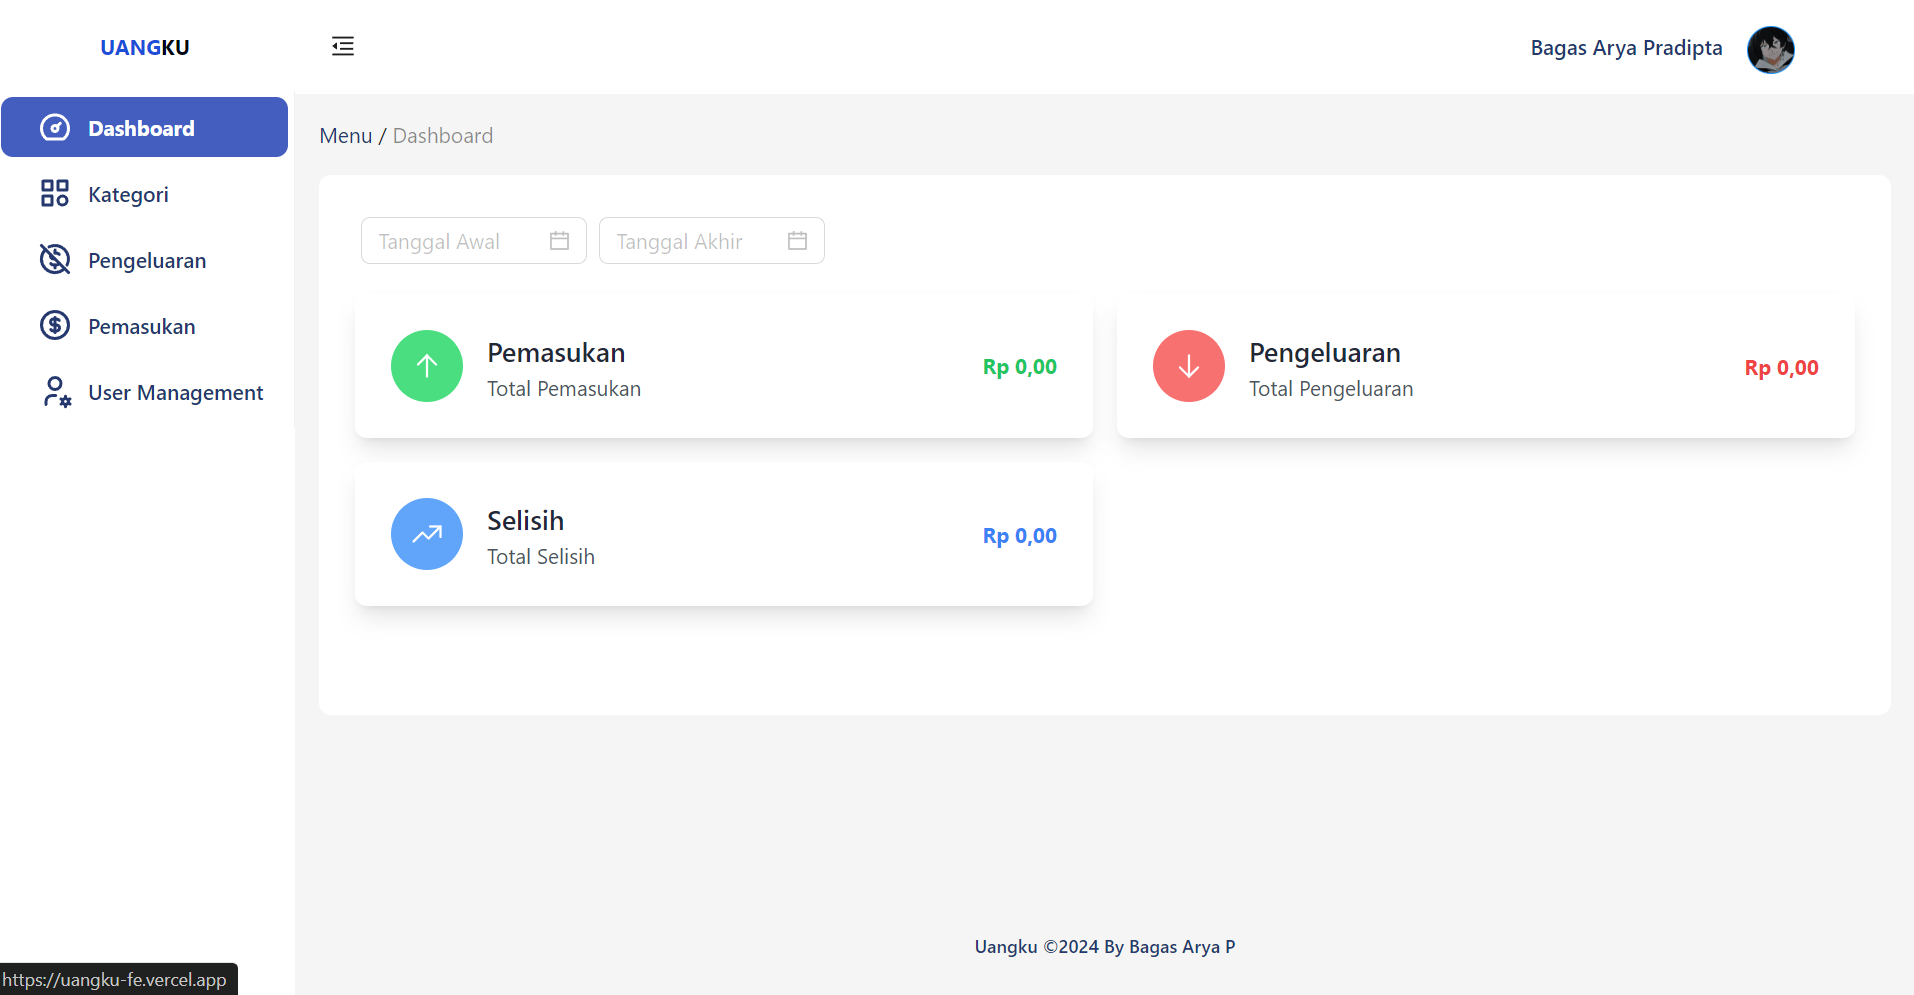 UANGKU
Bagas Arya Pradipta
Dashboard
Kategori
Pengeluaran
Pemasukan
User Management
Menu / Dashboard
Tanggal Awal
Tanggal Akhir
Pemasukan
Total Pemasukan
Rp 0,00
Pengeluaran
Total Pengeluaran
Rp 0,00
Selisih
Total Selisih
Rp 0,00
Uangku ©2024 By Bagas Arya P
https://uangku-fe.vercel.app